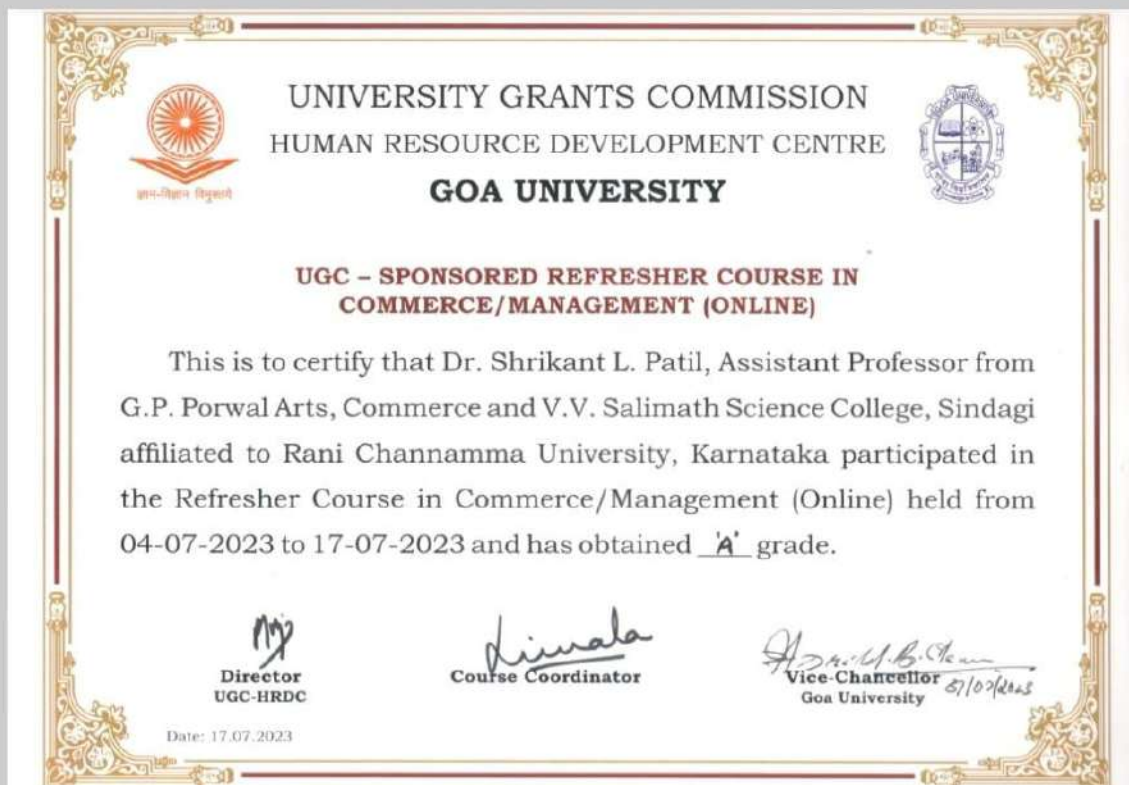 UNIVERSITY GRANTS COMMISSION
HUMAN RESOURCE DEVELOPMENT CENTRE
GOA UNIVERSITY
ज्ञान-विज्ञान विमुक्तये
GOA UNIVERSITY
UGC – SPONSORED REFRESHER COURSE IN
COMMERCE/MANAGEMENT (ONLINE)
This is to certify that Dr. Shrikant L. Patil, Assistant Professor from
G.P. Porwal Arts, Commerce and V.V. Salimath Science College, Sindagi
affiliated to Rani Channamma University, Karnataka participated in
the Refresher Course in Commerce/Management (Online) held from
04-07-2023 to 17-07-2023 and has obtained 'A' grade.
Director
UGC-HRDC
Course Coordinator
Vice-Chancellor
Goa University
Date: 17.07.2023